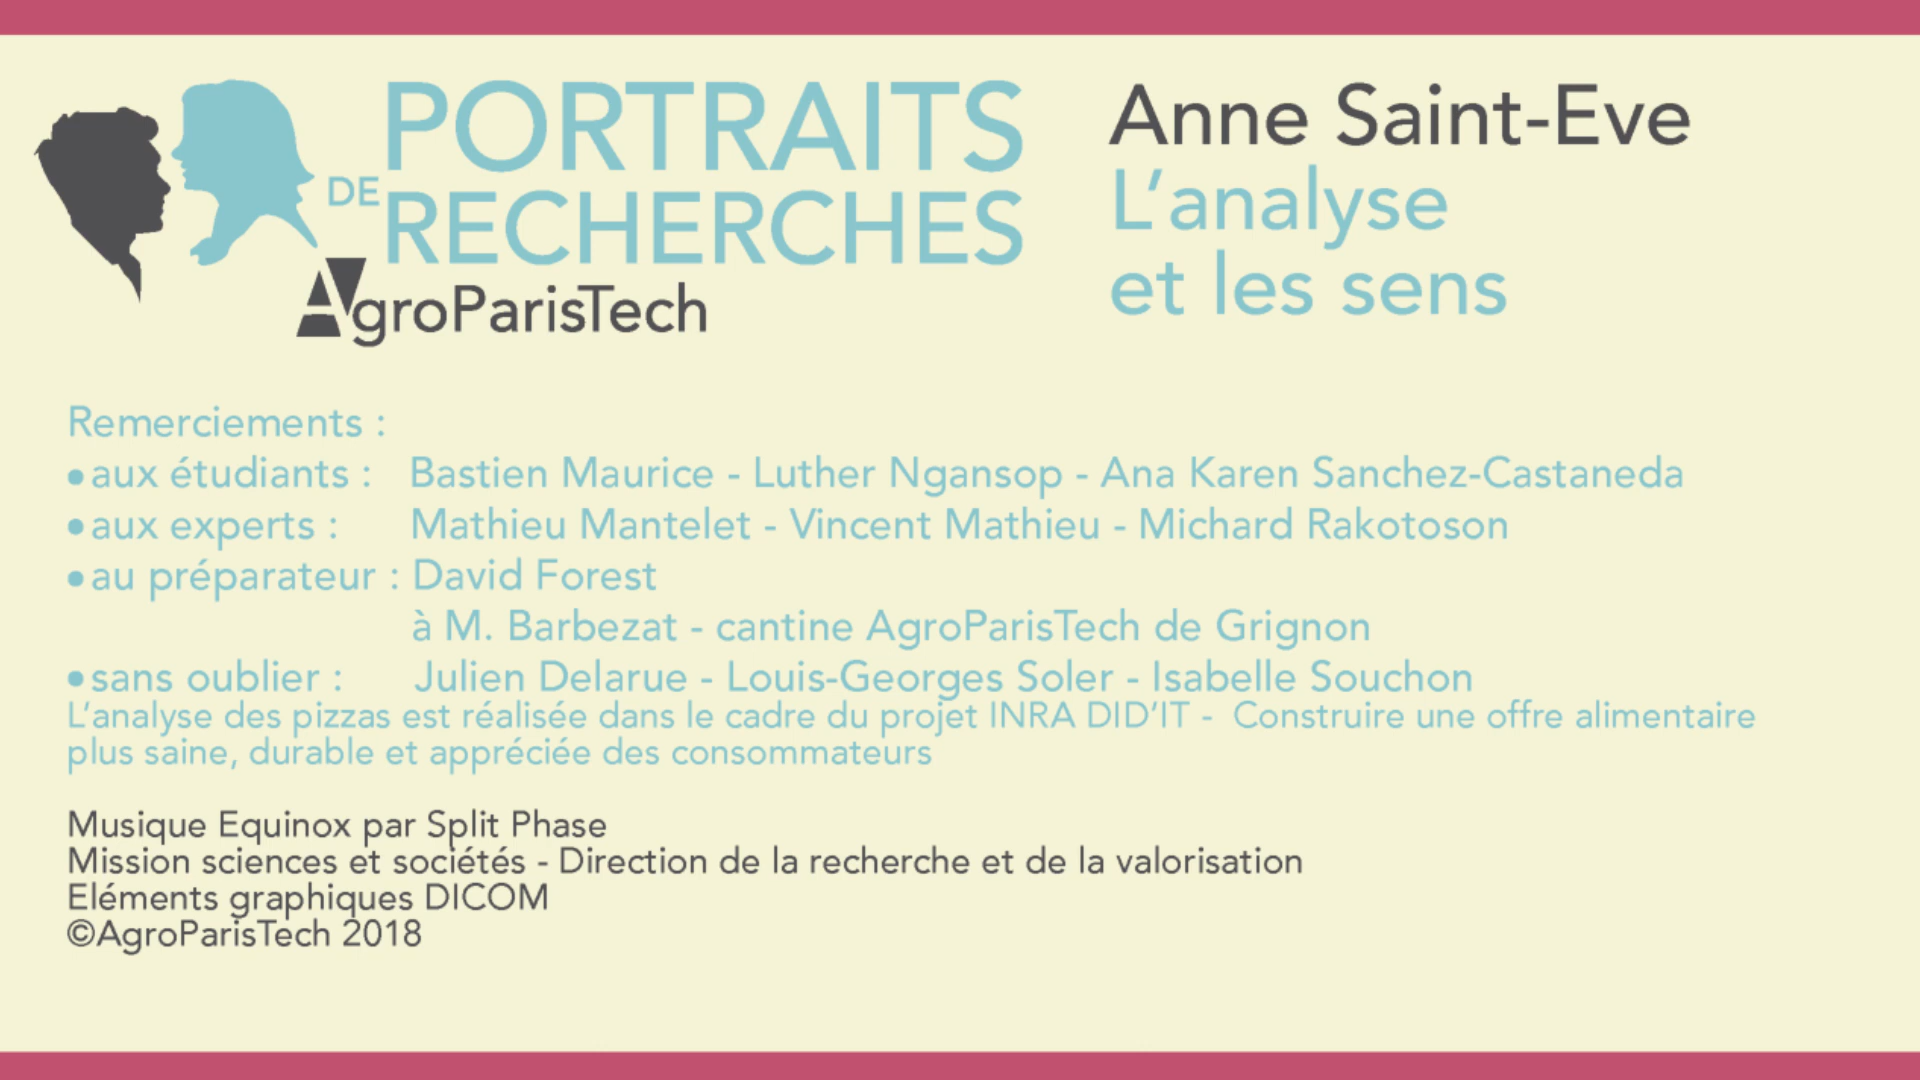 PORTRAITS
DE RECHERCHES
AgroParisTech
Anne Saint-Eve
L’analyse
et les sens
Remerciements :
• aux étudiants : Bastien Maurice - Luther Ngansop - Ana Karen Sanchez-Castaneda
• aux experts : Mathieu Mantelet - Vincent Mathieu - Michard Rakotoson
• au préparateur : David Forest
à M. Barbezat - cantine AgroParisTech de Grignon
• sans oublier : Julien Delarue - Louis-Georges Soler - Isabelle Souchon
L’analyse des pizzas est réalisée dans le cadre du projet INRA DID’IT - Construire une offre alimentaire
plus saine, durable et appréciée des consommateurs
Musique Equinox par Split Phase
Mission sciences et sociétés - Direction de la recherche et de la valorisation
Eléments graphiques DICOM
©AgroParisTech 2018